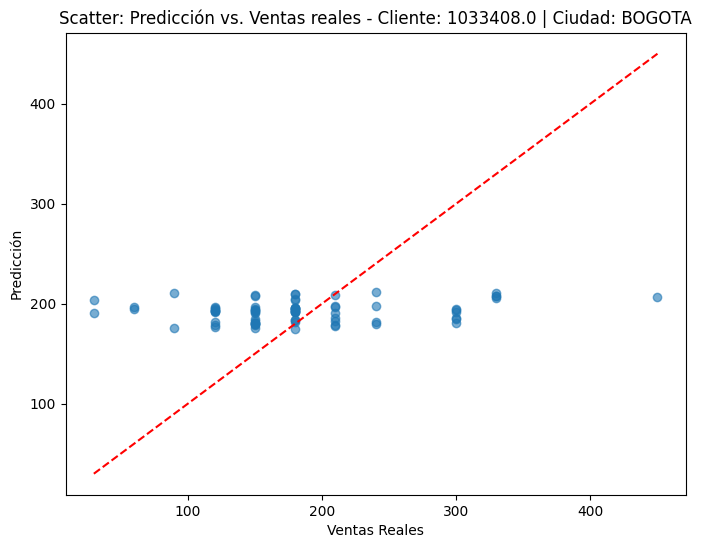 Scatter: Predicción vs. Ventas reales - Cliente: 1033408.0 | Ciudad: BOGOTA
400
300
200
100
Predicción
100 200 300 400
Ventas Reales